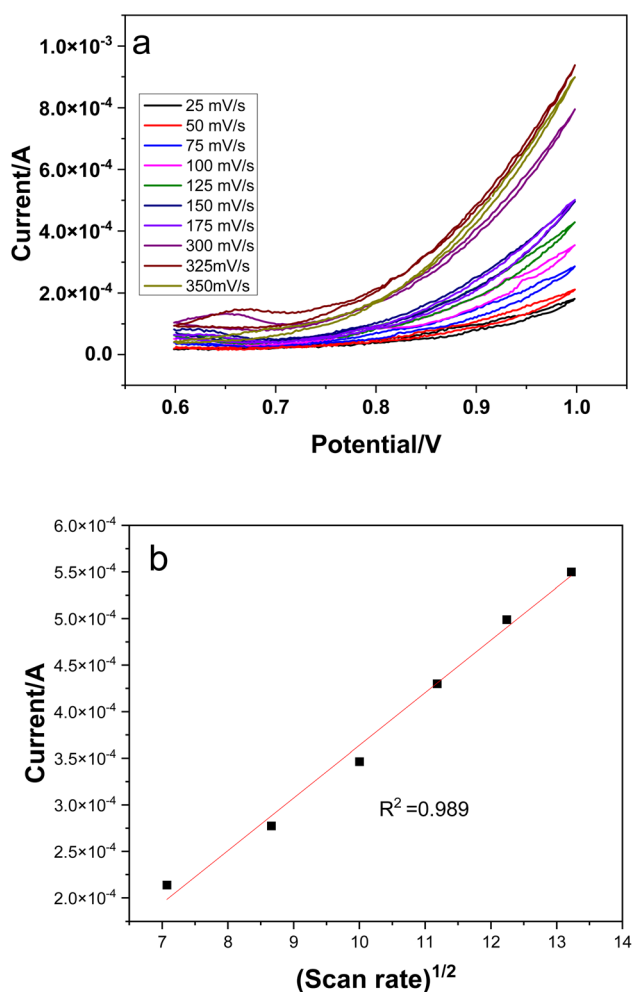 a
1.0×10⁻³
8.0×10⁻⁴
6.0×10⁻⁴
4.0×10⁻⁴
2.0×10⁻⁴
0.0
Current/A
25 mV/s
50 mV/s
75 mV/s
100 mV/s
125 mV/s
150 mV/s
175 mV/s
300 mV/s
325mV/s
350mV/s
0.6 0.7 0.8 0.9 1.0
Potential/V
b
6.0×10⁻⁴
5.5×10⁻⁴
5.0×10⁻⁴
4.5×10⁻⁴
4.0×10⁻⁴
3.5×10⁻⁴
3.0×10⁻⁴
2.5×10⁻⁴
2.0×10⁻⁴
Current/A
R² =0.989
7 8 9 10 11 12 13 14
(Scan rate)¹/²